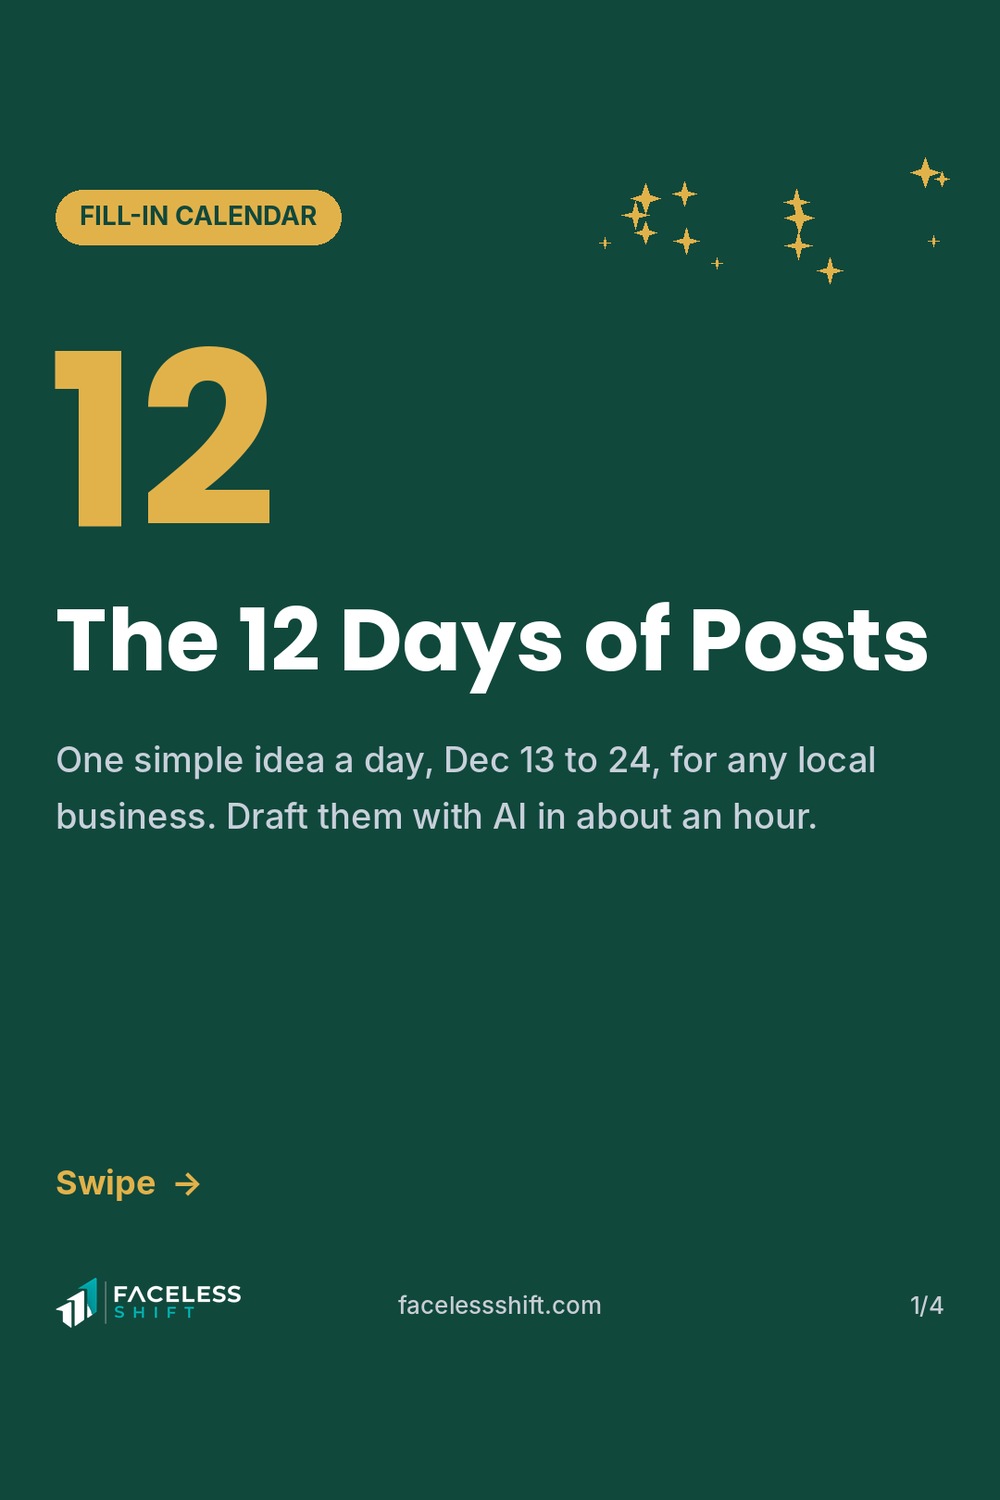 FILL-IN CALENDAR
12
The 12 Days of Posts
One simple idea a day, Dec 13 to 24, for any local
business. Draft them with AI in about an hour.
Swipe →
FACELESS
SHIFT
facelessshift.com
1/4